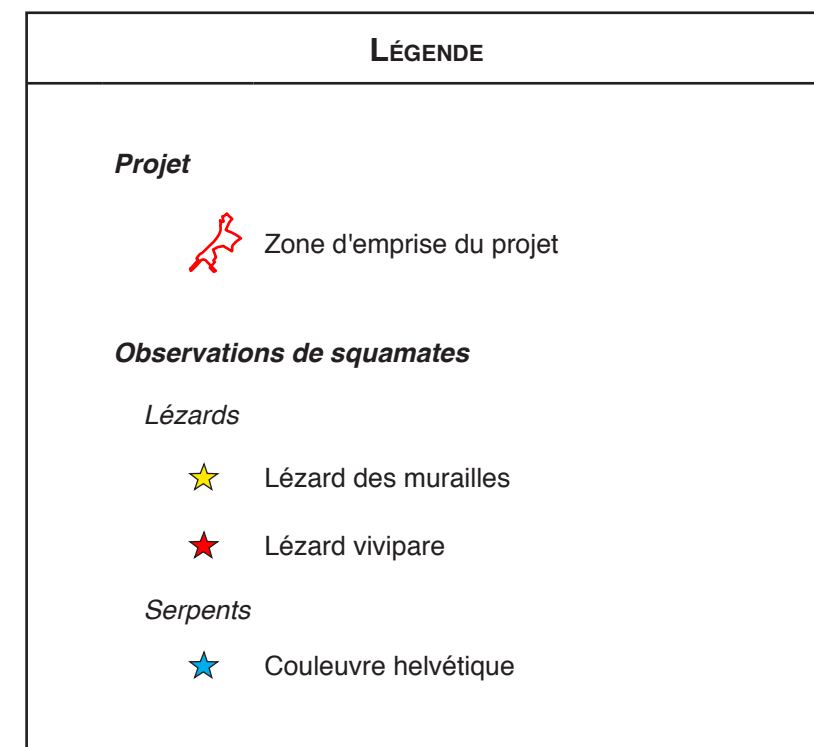 LÉGENDE
Projet
Zone d'emprise du projet
Observations de squamates
Lézards
Lézard des murailles
Lézard vivipare
Serpents
Couleuvre helvétique